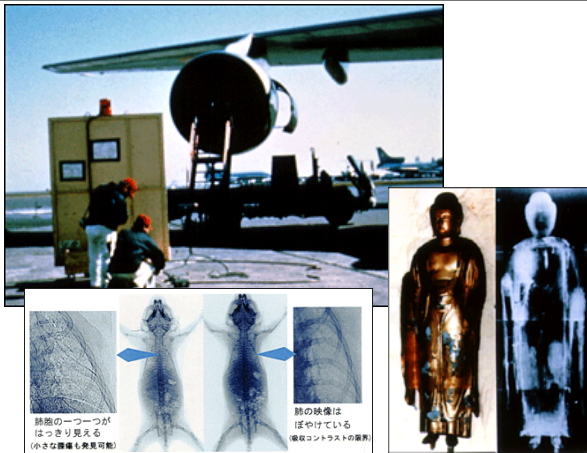 肺胞の一つ一つが
はっきり見える
(小さな腫瘍も発見可能)
肺の映像は
ぼやけている
(吸収コントラストの限界)